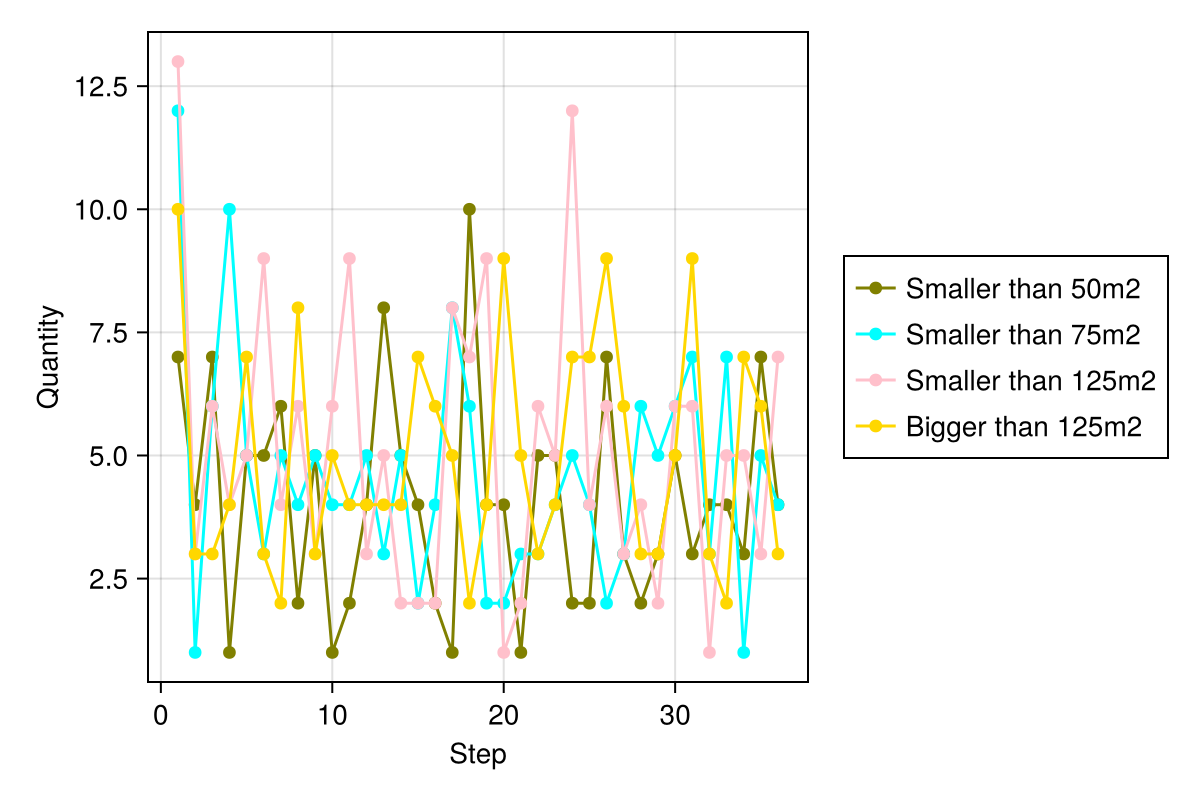 12.5
10.0
7.5
5.0
2.5
Quantity
0 10 20 30
Step
Smaller than 50m2
Smaller than 75m2
Smaller than 125m2
Bigger than 125m2